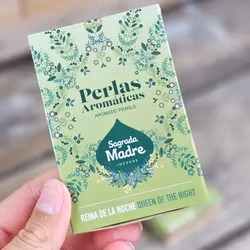 Perlas
Aromáticas
AROMATIC PEARLS
Sagrada
Madre
INCENSE
REINA DE LA NOCHE QUEEN OF THE NIGHT